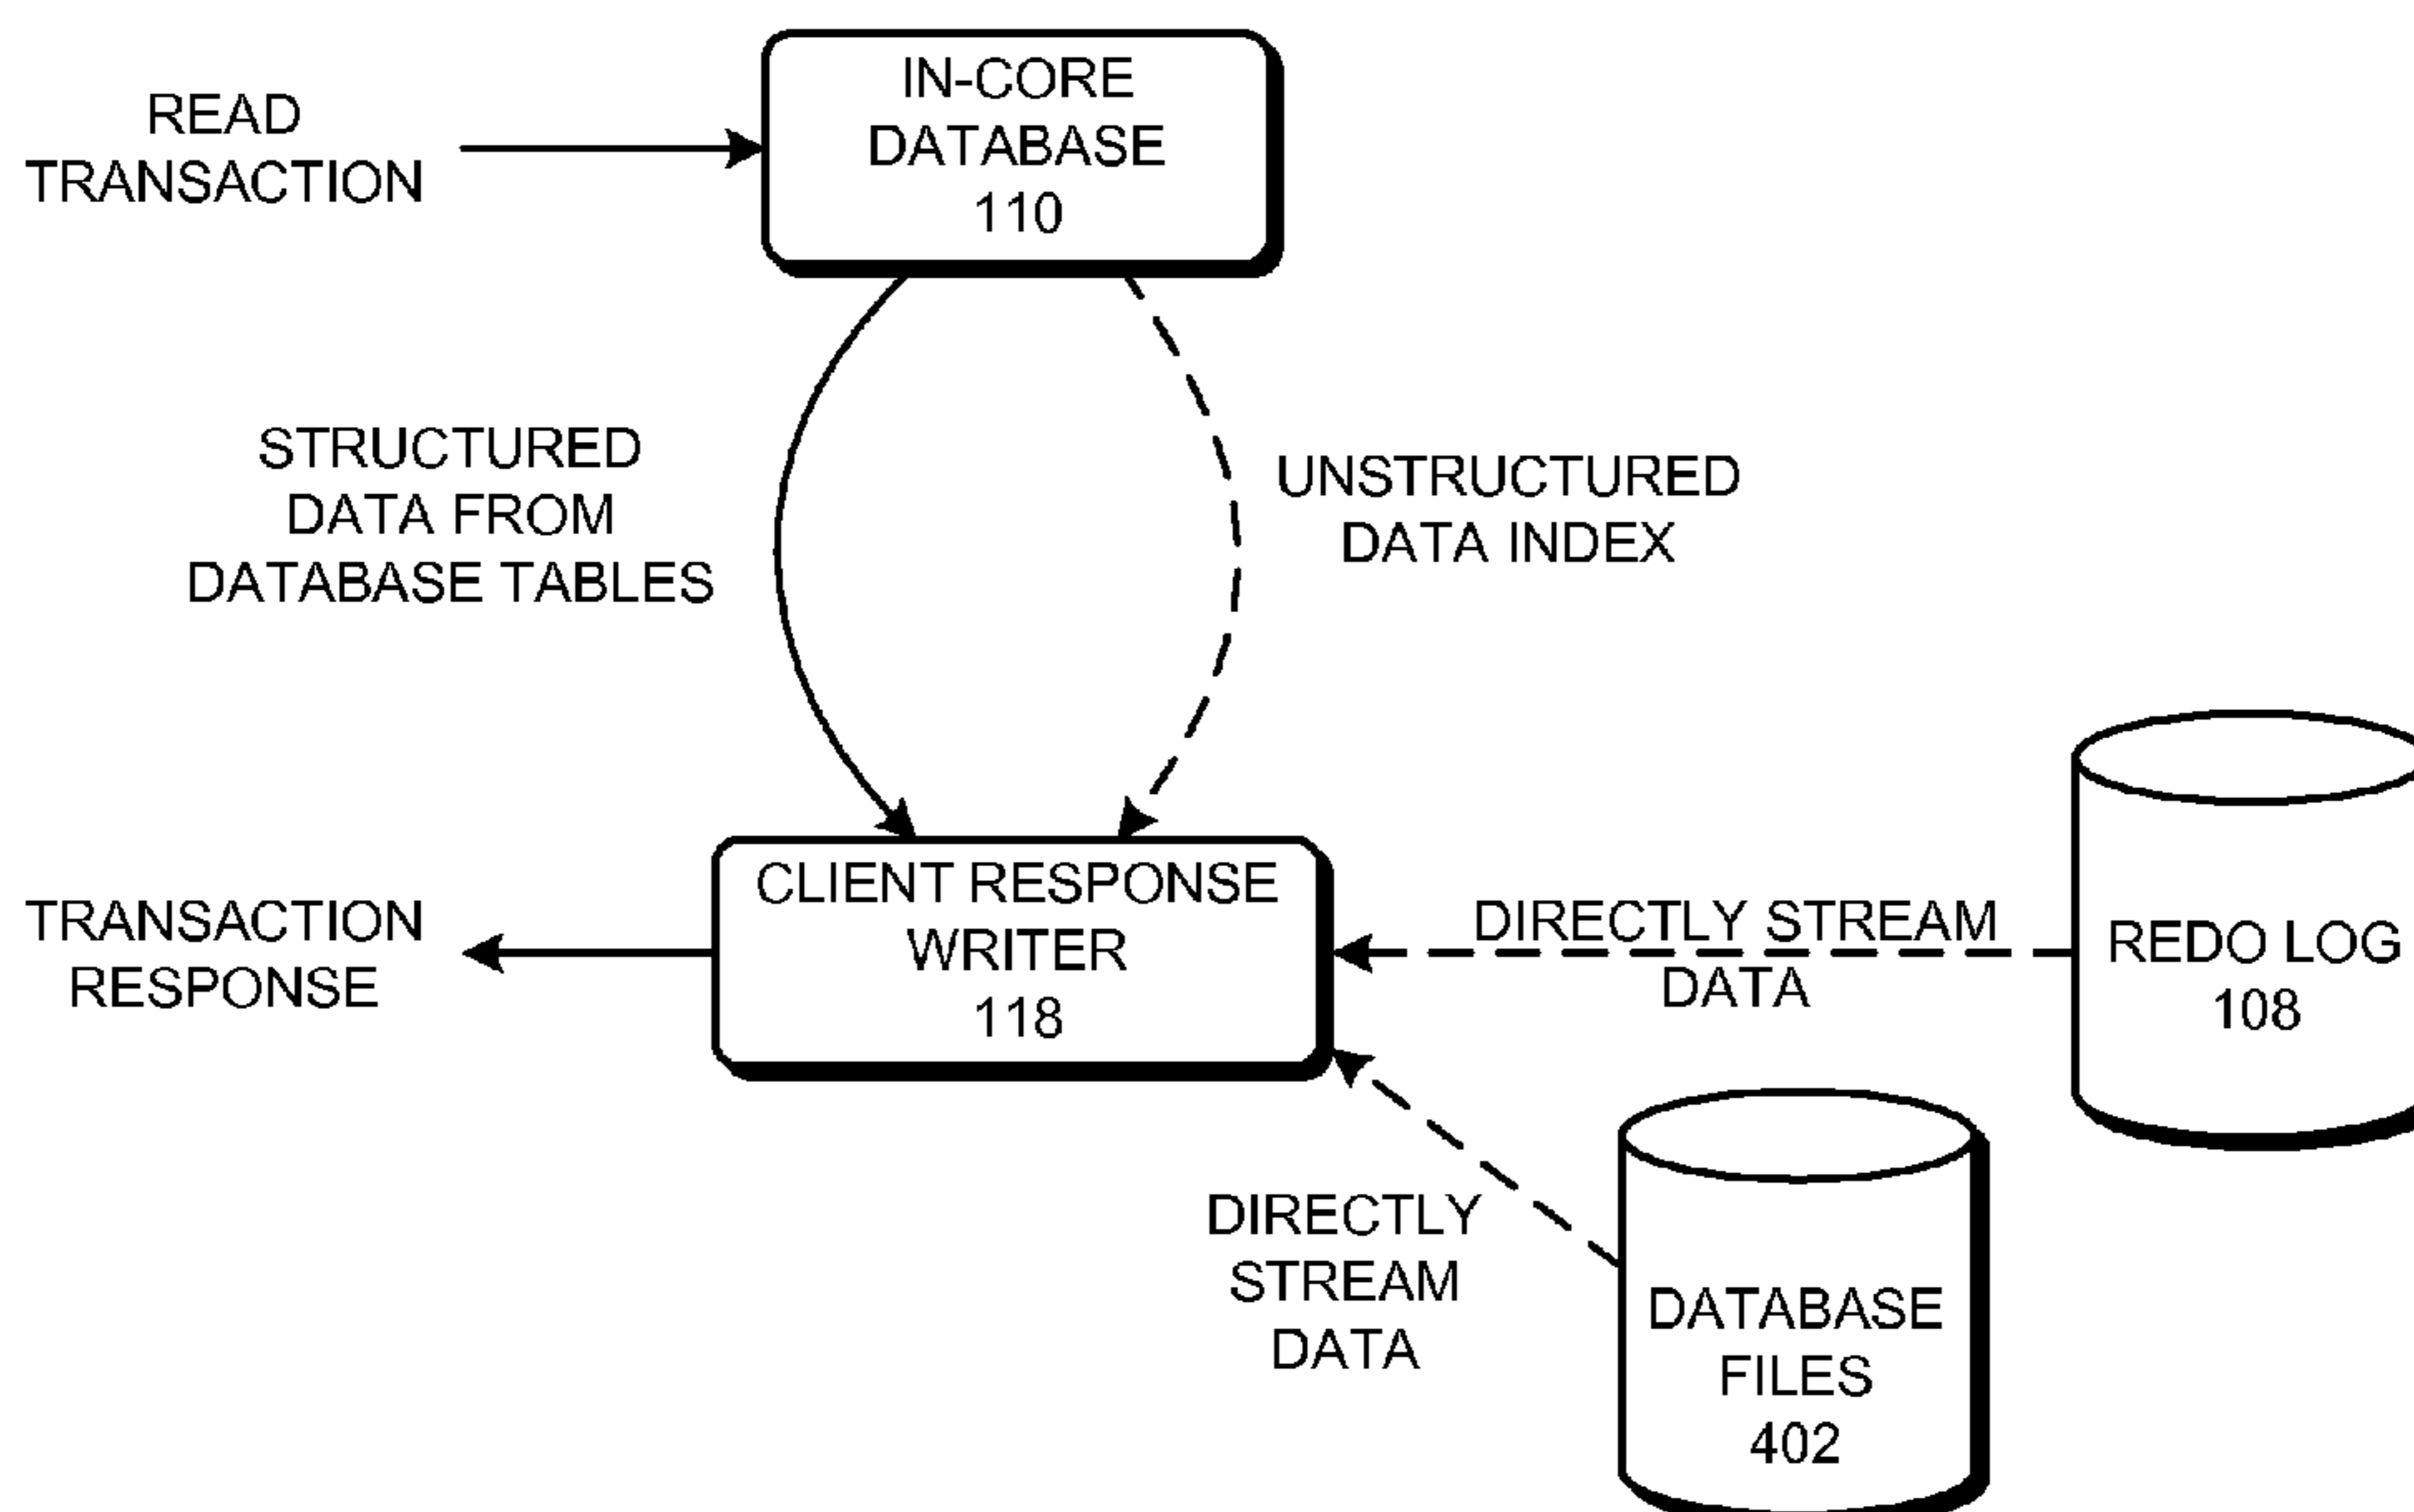 IN-CORE
DATABASE
110
READ
TRANSACTION
STRUCTURED
DATA FROM
DATABASE TABLES
UNSTRUCTURED
DATA INDEX
CLIENT RESPONSE
WRITER
118
TRANSACTION
RESPONSE
DIRECTLY STREAM
DATA
REDO LOG
108
DIRECTLY
STREAM
DATA
DATABASE
FILES
402